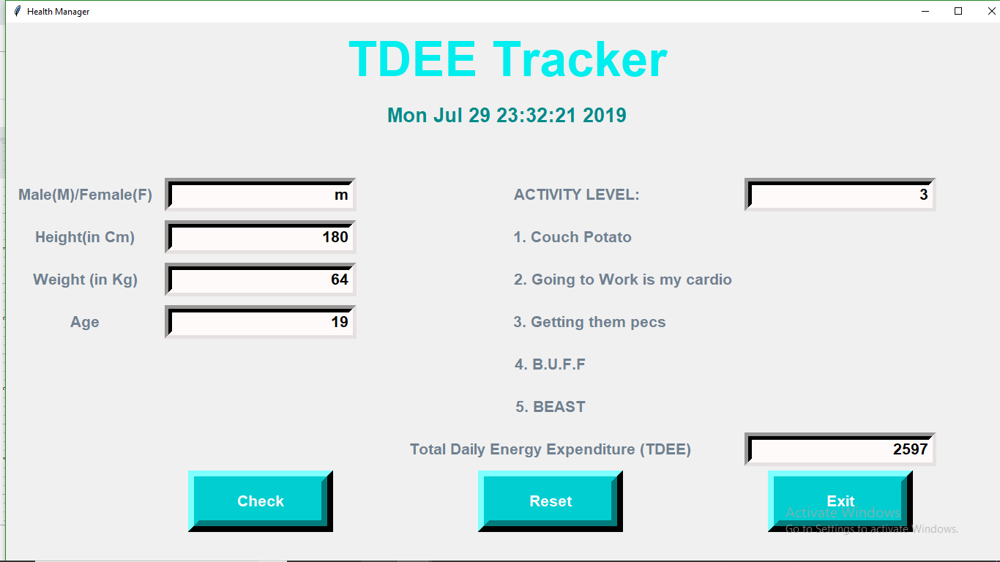 Health Manager
TDEE Tracker
Mon Jul 29 23:32:21 2019
Male(M)/Female(F) m ACTIVITY LEVEL: 3
Height(in Cm) 180 1. Couch Potato
Weight (in Kg) 64 2. Going to Work is my cardio
Age 19 3. Getting them pecs
4. B.U.F.F
5. BEAST
Total Daily Energy Expenditure (TDEE) 2597
Check Reset Exit
Activate Windows
Go to Settings to activate Windows.